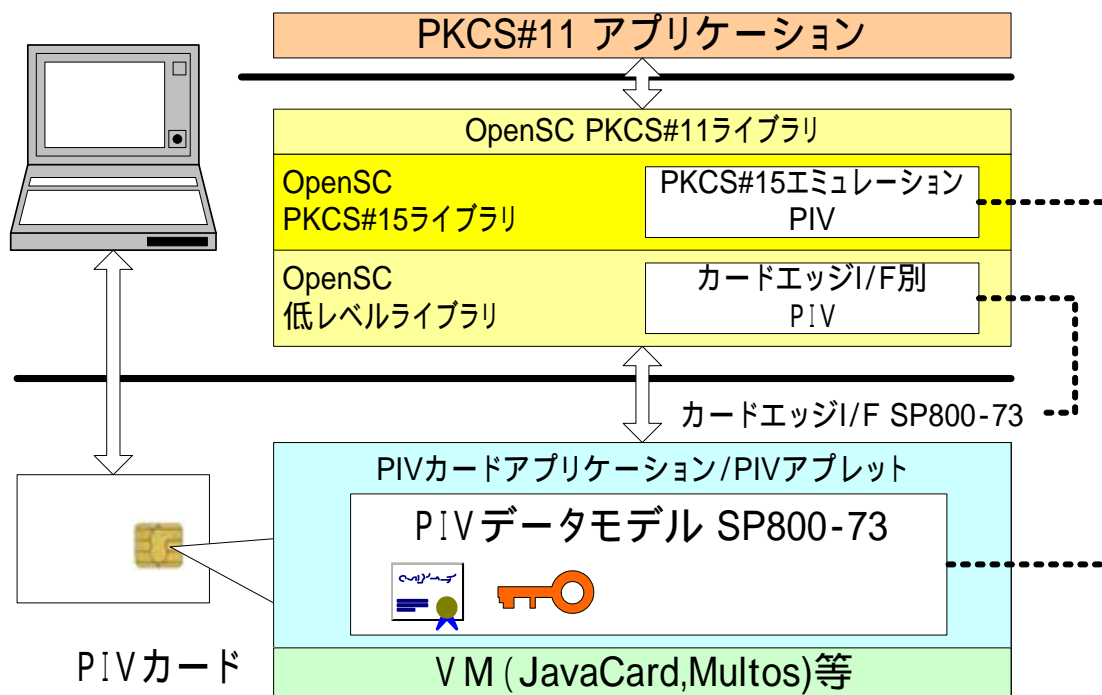 PKCS#11 アプリケーション
OpenSC PKCS#11ライブラリ
OpenSC
PKCS#15ライブラリ
PKCS#15エミュレーション
PIV
OpenSC
低レベルライブラリ
カードエッジI/F別
PIV
カードエッジI/F SP800-73
PIVカードアプリケーション/PIVアプレット
PIVデータモデル SP800-73
PIVカード
VM(JavaCard,Multos)等